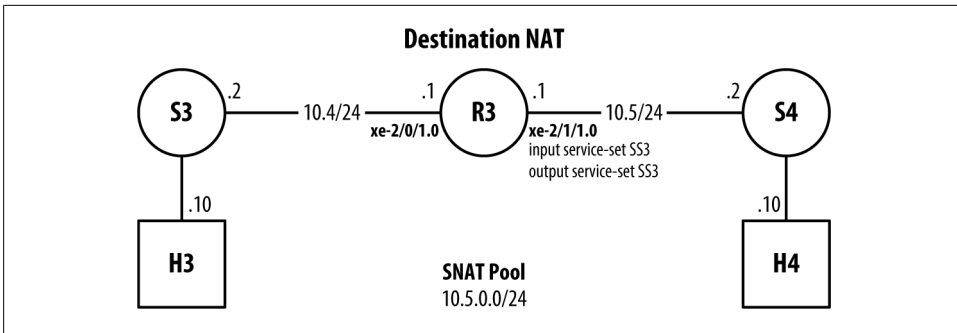 Destination NAT
S3
.2
10.4/24
.1
xe-2/0/1.0
R3
.1
xe-2/1/1.0
input service-set SS3
output service-set SS3
10.5/24
.2
S4
.10
H3
SNAT Pool
10.5.0.0/24
.10
H4